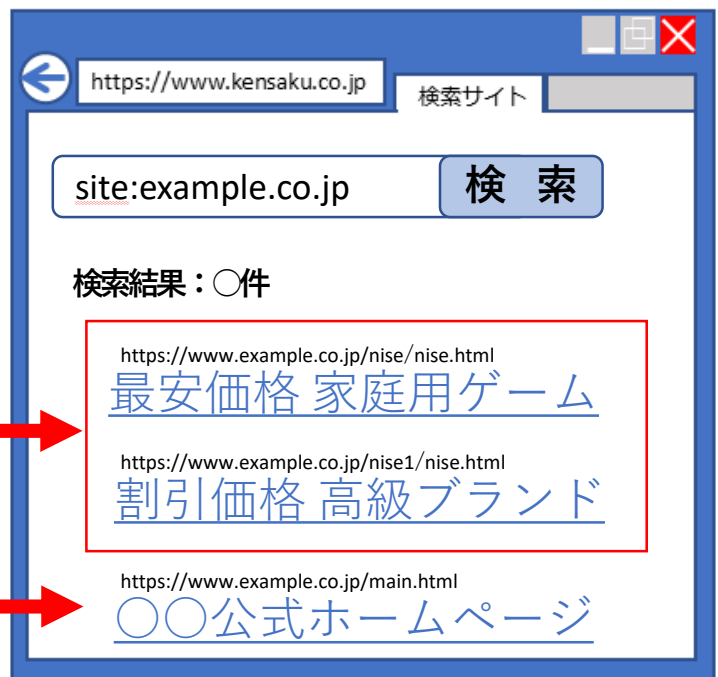 https://www.kensaku.co.jp
検索サイト
site:example.co.jp
検 索
検索結果：○件
https://www.example.co.jp/nise/nise.html
最安価格 家庭用ゲーム
https://www.example.co.jp/nise1/nise.html
割引価格 高級ブランド
https://www.example.co.jp/main.html
○○公式ホームページ